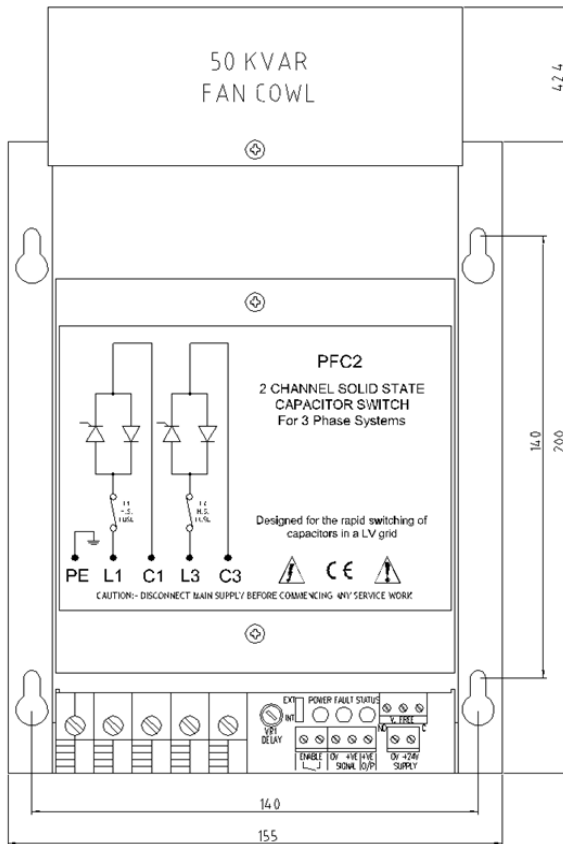 50 KVAR
FAN COWL
42.4
PFC2
2 CHANNEL SOLID STATE
CAPACITOR SWITCH
For 3 Phase Systems
140
200
H.S.
H.S.
Designed for the rapid switching of
capacitors in a LV grid
PE L1 C1 L3 C3
CE
CAUTION:- DISCONNECT MAIN SUPPLY BEFORE COMMENCING ANY SERVICE WORK
EXT POWER FAULT STATUS
INT
V. FREE
NO C
DELAY
ENABLE 0V +VE +VE 0V +24V
SIGNAL O/P SUPPLY
140
155